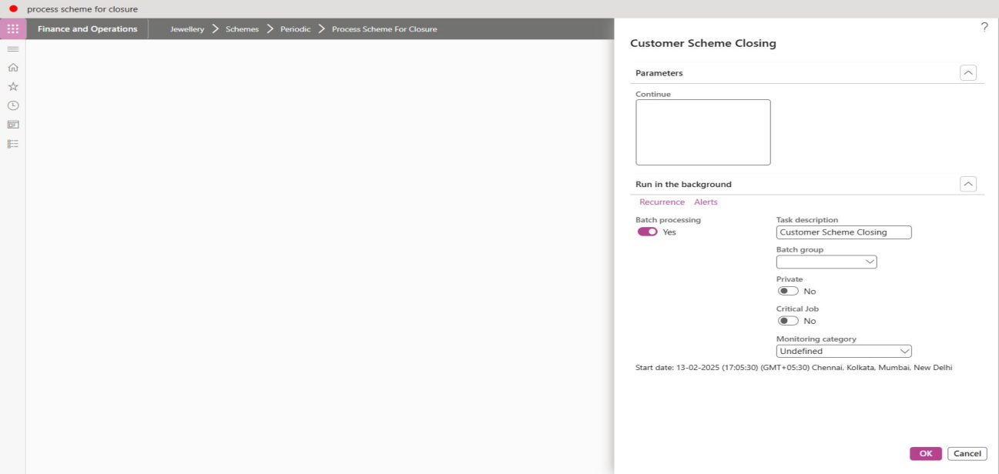 process scheme for closure
Finance and Operations Jewellery Schemes Periodic Process Scheme For Closure
?
Customer Scheme Closing
Parameters
Continue
Run in the background
Recurrence Alerts
Batch processing Task description
Yes Customer Scheme Closing
Batch group
Private
No
Critical Job
No
Monitoring category
Undefined
Start date: 13-02-2025 (17:05:30) (GMT+05:30) Chennai, Kolkata, Mumbai, New Delhi
OK Cancel